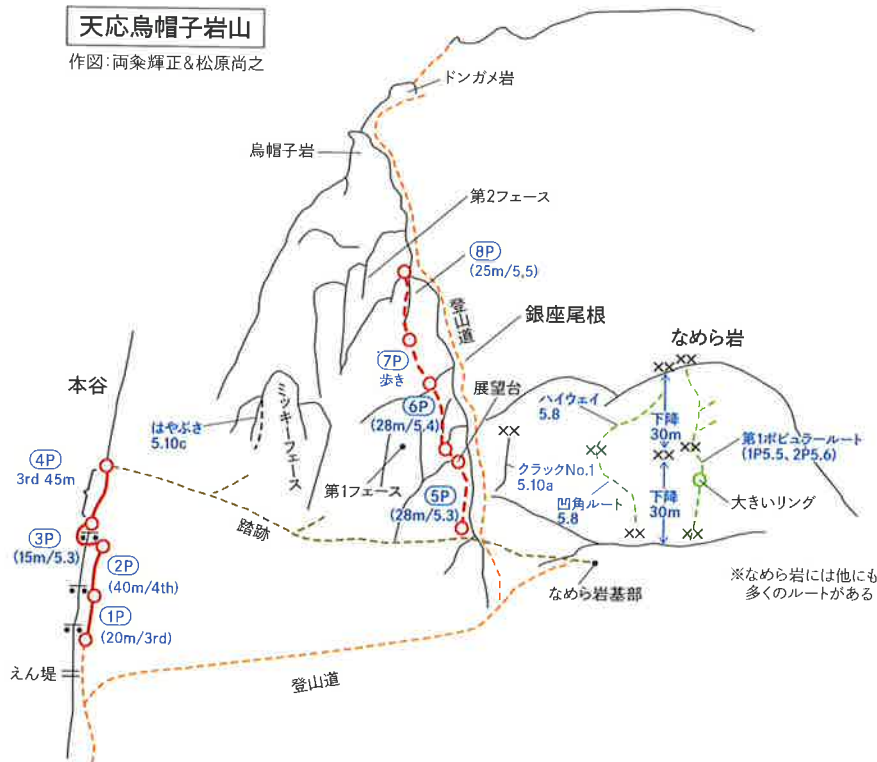 天応烏帽子岩山
作図:両粂輝正&松原尚之
ドンガメ岩
烏帽子岩
第2フェース
8P
(25m/5,5)
登山道
銀座尾根
なめら岩
7P
歩き
展望台
本谷
ミッキーフェース
はやぶさ
5.10c
6P
(28m/5,4)
ハイウェイ
5.8
下降
30m
第1ポピュラールート
(1P5.5、2P5.6)
4P
3rd 45m
第1フェース
クラックNo.1
5.10a
5P
(28m/5.3)
凹角ルート
5.8
下降
30m
大きいリング
踏跡
3P
(15m/5.3)
2P
(40m/4th)
なめら岩基部
※なめら岩には他にも
多くのルートがある
1P
(20m/3rd)
えん堤
登山道